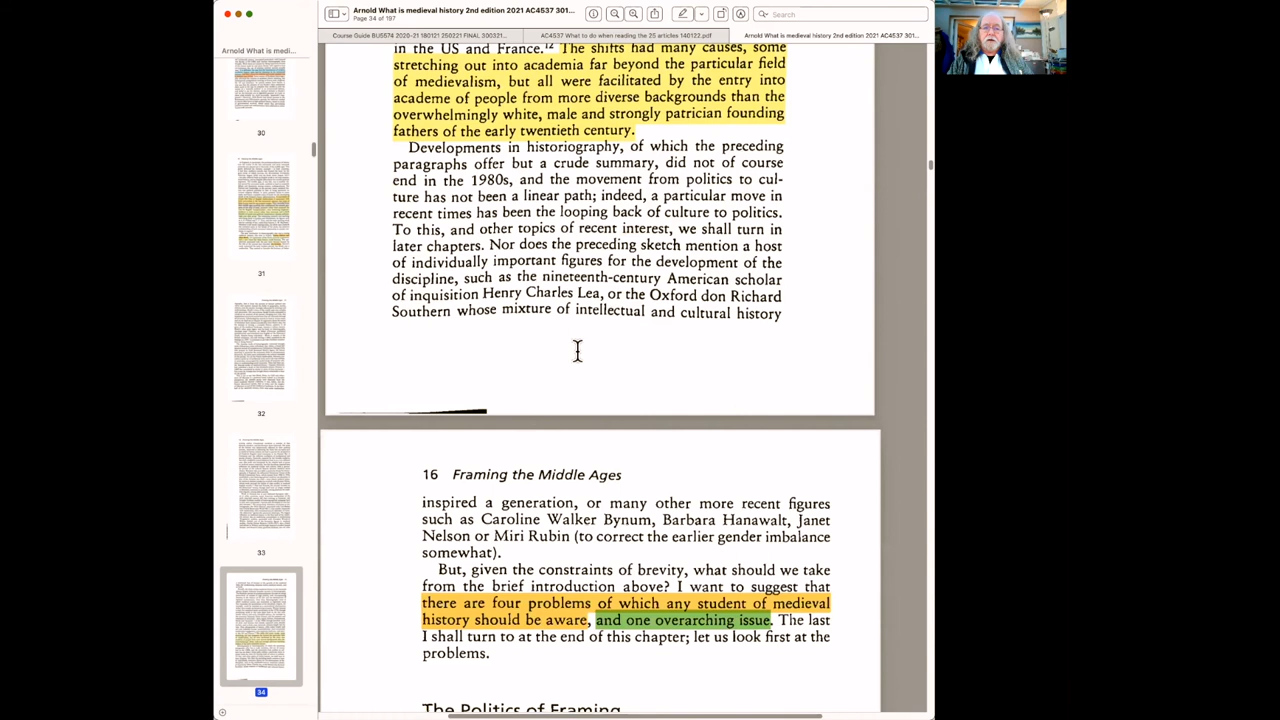 Arnold What is medieval history 2nd edition 2021 AC4537 301...
Page 34 of 197
Search
Course Guide BU5574 2020-21 180121 250221 FINAL 300321...
AC4537 What to do when reading the 25 articles 140122.pdf
Arnold What is medieval history 2nd edition 2021 AC4537 301...
Arnold What is medi...
30
31
32
33
34
in the US and France.12 The shifts had many causes, some
stretching out into academia far beyond the particular field
of medievalism, but all were facilitated in part by the entry into
academe of people from more diverse backgrounds than the
overwhelmingly white, male and strongly patrician founding
fathers of the early twentieth century.
Developments in historiography, of which the preceding
paragraphs offer but a crude summary, did not of course
end in the 1980s, nor has the movement from politics to cul-
ture has not been the only path trod, a particular move in
recent times has been to loop back to cultural politics.
To this, and other areas of recent interest, we shall turn in
later chapters. Nor does the preceding sketch mention a host
of individually important figures for the development of the
discipline, such as the nineteenth-century American scholar
of inquisition Henry Charles Lea, or the Oxford don Richard
Southern whose mixture of intellectual and cultural history
18 Framing the Middle Ages
inspired a generation, or many other more recent figures
such as Caroline Walker Bynum, Barbara Hanawalt, Janet
Nelson or Miri Rubin (to correct the earlier gender imbalance
somewhat).
But, given the constraints of brevity, what should we take
from the brief introduction above? I want to suggest that
there are four problems of which any student of medieval
history should be aware, and one overarching issue. The last
I shall turn to at the end of this chapter; let us look first at the
problems.
The Politics of Framing